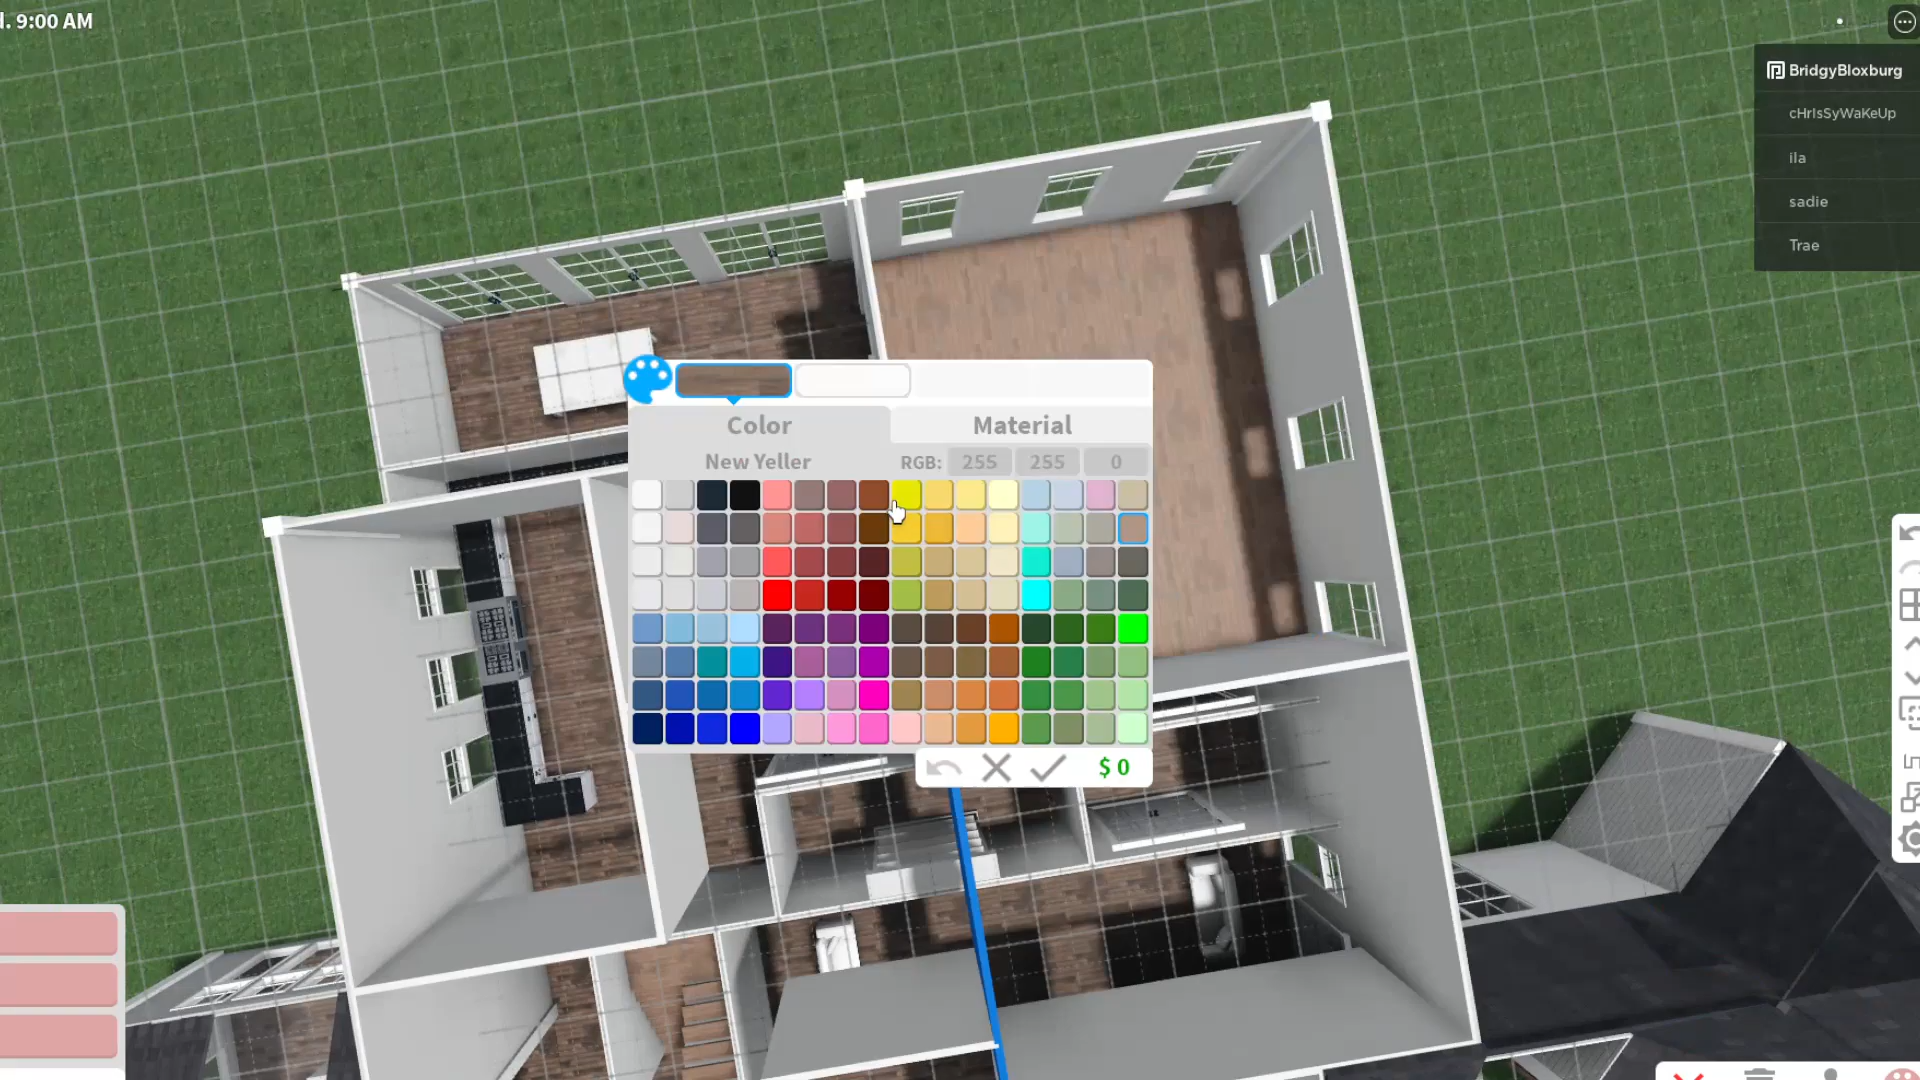 d. 9:00 AM
BridgyBloxburg
cHrIsSyWaKeUp
ila
sadie
Trae
Color
Material
New Yeller
RGB: 255 255 0
$ 0